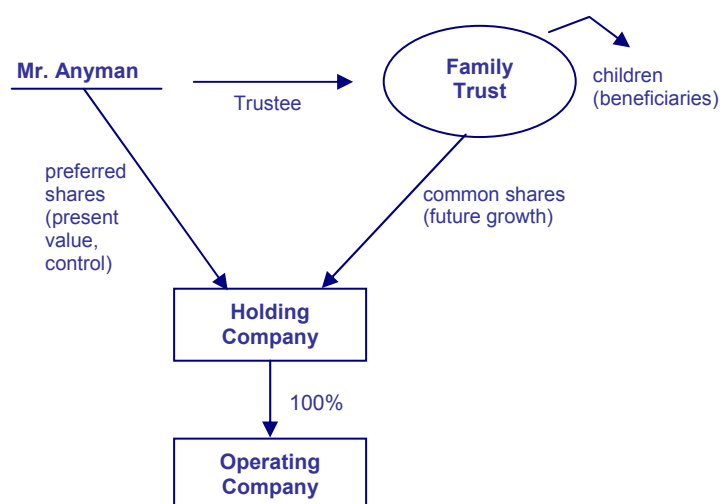 Mr. Anyman
Trustee
Family
Trust
children
(beneficiaries)
preferred
shares
(present
value,
control)
common shares
(future growth)
Holding
Company
100%
Operating
Company